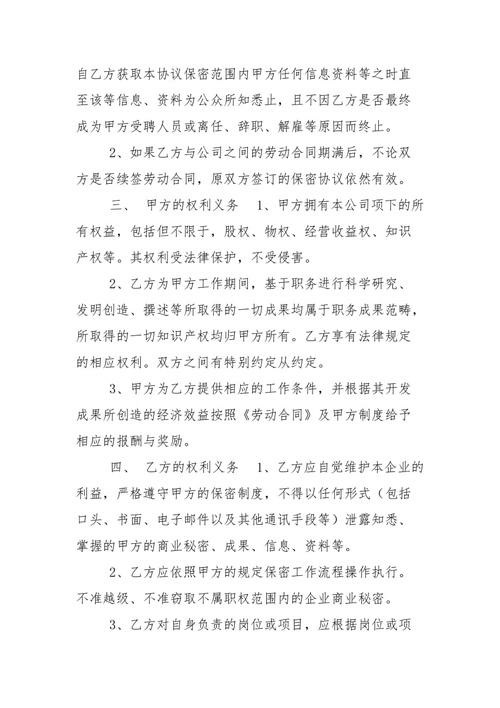 自乙方获取本协议保密范围内甲方任何信息资料等之时直
至该等信息、资料为公众所知悉止，且不因乙方是否最终
成为甲方受聘人员或离任、辞职、解雇等原因而终止。
2、如果乙方与公司之间的劳动合同期满后，不论双
方是否续签劳动合同，原双方签订的保密协议依然有效。
三、 甲方的权利义务 1、甲方拥有本公司项下的所
有权益，包括但不限于，股权、物权、经营收益权、知识
产权等。其权利受法律保护，不受侵害。
2、乙方为甲方工作期间，基于职务进行科学研究、
发明创造、撰述等所取得的一切成果均属于职务成果范畴，
所取得的一切知识产权均归甲方所有。乙方享有法律规定
的相应权利。双方之间有特别约定从约定。
3、甲方为乙方提供相应的工作条件，并根据其开发
成果所创造的经济效益按照《劳动合同》及甲方制度给予
相应的报酬与奖励。
四、 乙方的权利义务 1、乙方应自觉维护本企业的
利益，严格遵守甲方的保密制度，不得以任何形式（包括
口头、书面、电子邮件以及其他通讯手段等）泄露知悉、
掌握的甲方的商业秘密、成果、信息、资料等。
2、乙方应依照甲方的规定保密工作流程操作执行。
不准越级、不准窃取不属职权范围内的企业商业秘密。
3、乙方对自身负责的岗位或项目，应根据岗位或项